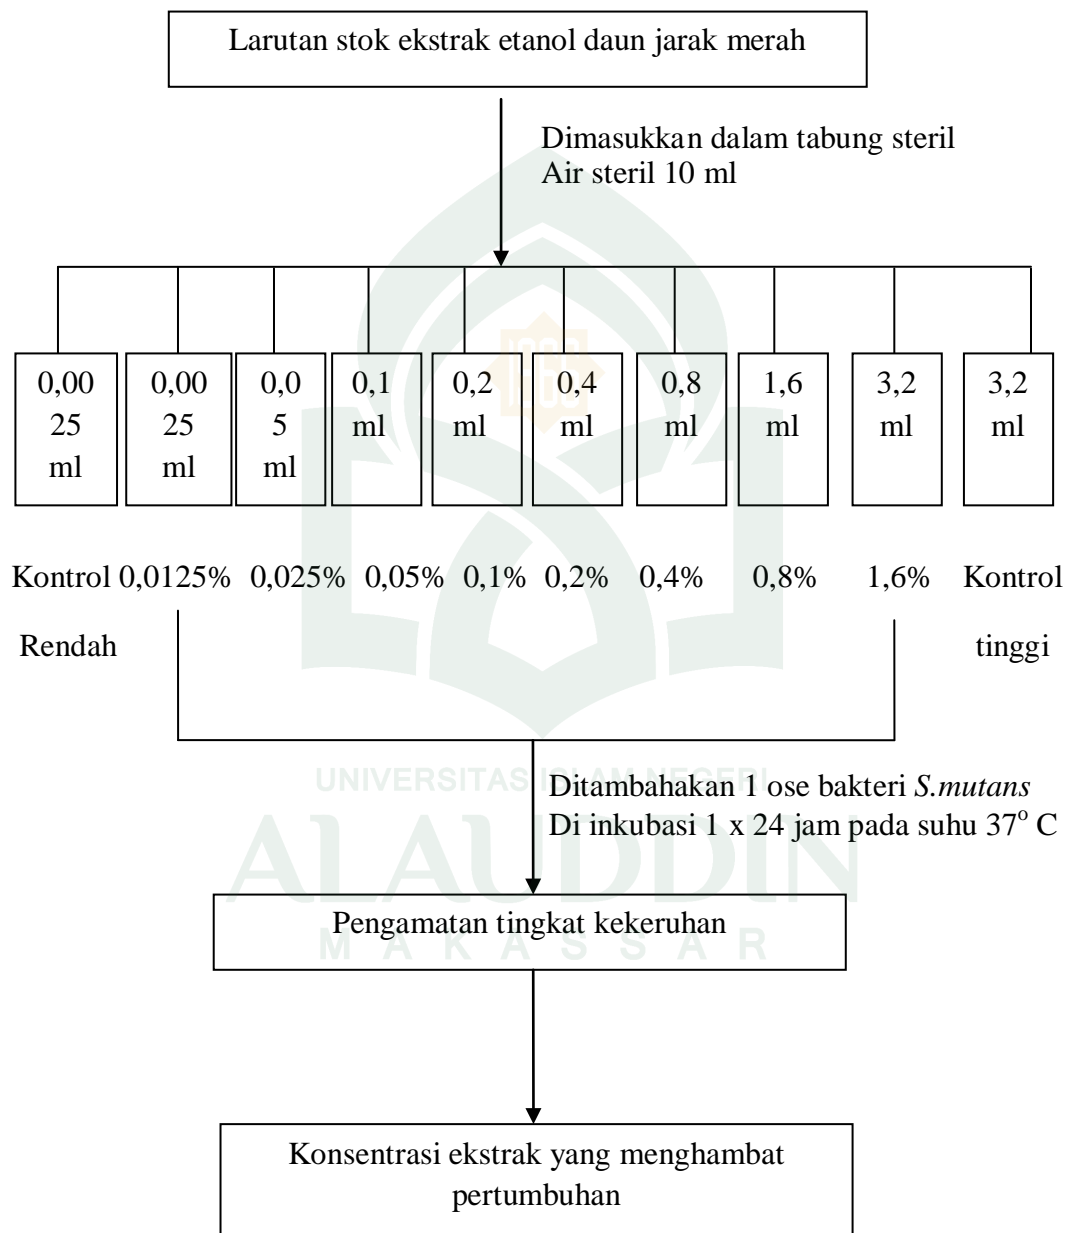 Larutan stok ekstrak etanol daun jarak merah
Dimasukkan dalam tabung steril
Air steril 10 ml
0,00 0,00 0,0 0,1 0,2 0,4 0,8 1,6 3,2 3,2
25 25 5 ml ml ml ml ml ml ml
ml ml ml
1965
Kontrol 0,0125% 0,025% 0,05% 0,1% 0,2% 0,4% 0,8% 1,6% Kontrol
Rendah tinggi
UNIVERSITAS ISLAM NEGERI
Ditambahakan 1 ose bakteri S.mutans
Di inkubasi 1 x 24 jam pada suhu 37o C
ALAUDDIN
Pengamatan tingkat kekeruhan
MAKASSAR
Konsentrasi ekstrak yang menghambat
pertumbuhan